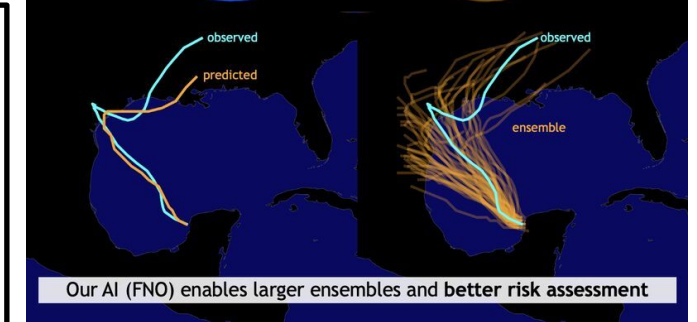 observed
predicted
observed
ensemble
Our AI (FNO) enables larger ensembles and better risk assessment